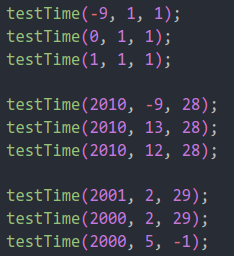 testTime(-9, 1, 1);
testTime(0, 1, 1);
testTime(1, 1, 1);
testTime(2010, -9, 28);
testTime(2010, 13, 28);
testTime(2010, 12, 28);
testTime(2001, 2, 29);
testTime(2000, 2, 29);
testTime(2000, 5, -1);